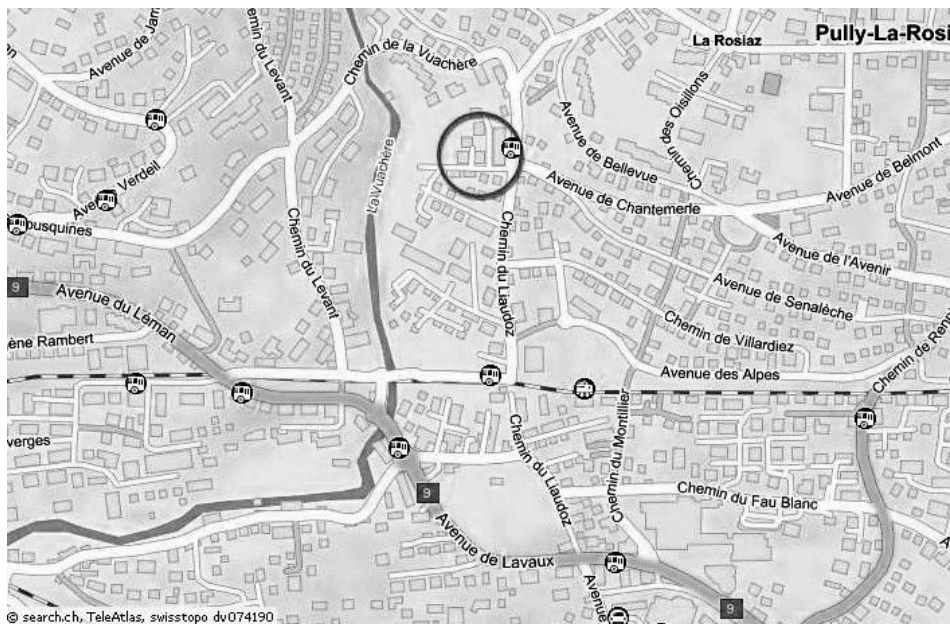 Pully-La-Rosi
La Rosiaz
Avenue de Jam
Chemin du Levant
Chemin de la Vuachère
Chemin des Oisillons
La Vuachère
Avenue de Bellevue
Avenue de Belmont
Avenue de Chantemerle
Avenue Verdeil
ousquines
Chemin du Levant
Chemin du Liaudoz
Avenue de l'Avenir
Avenue de Senalèche
9
Avenue du Léman
ène Rambert
Chemin de Villardiez
Avenue des Alpes
Chemin de Ren
verges
Chemin du Liaudoz
Chemin du Montillier
Chemin du Fau Blanc
9
Avenue de Lavaux
Avenue
9
© search.ch, TeleAtlas, swisstopo dv074190